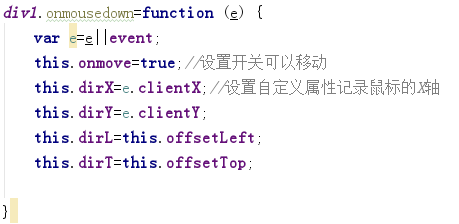 div1.onmousedown=function (e) {
var e=e||event;
this.onmove=true;//设置开关可以移动
this.dirX=e.clientX;//设置自定义属性记录鼠标的X轴
this.dirY=e.clientY;
this.dirL=this.offsetLeft;
this.dirT=this.offsetTop;
}